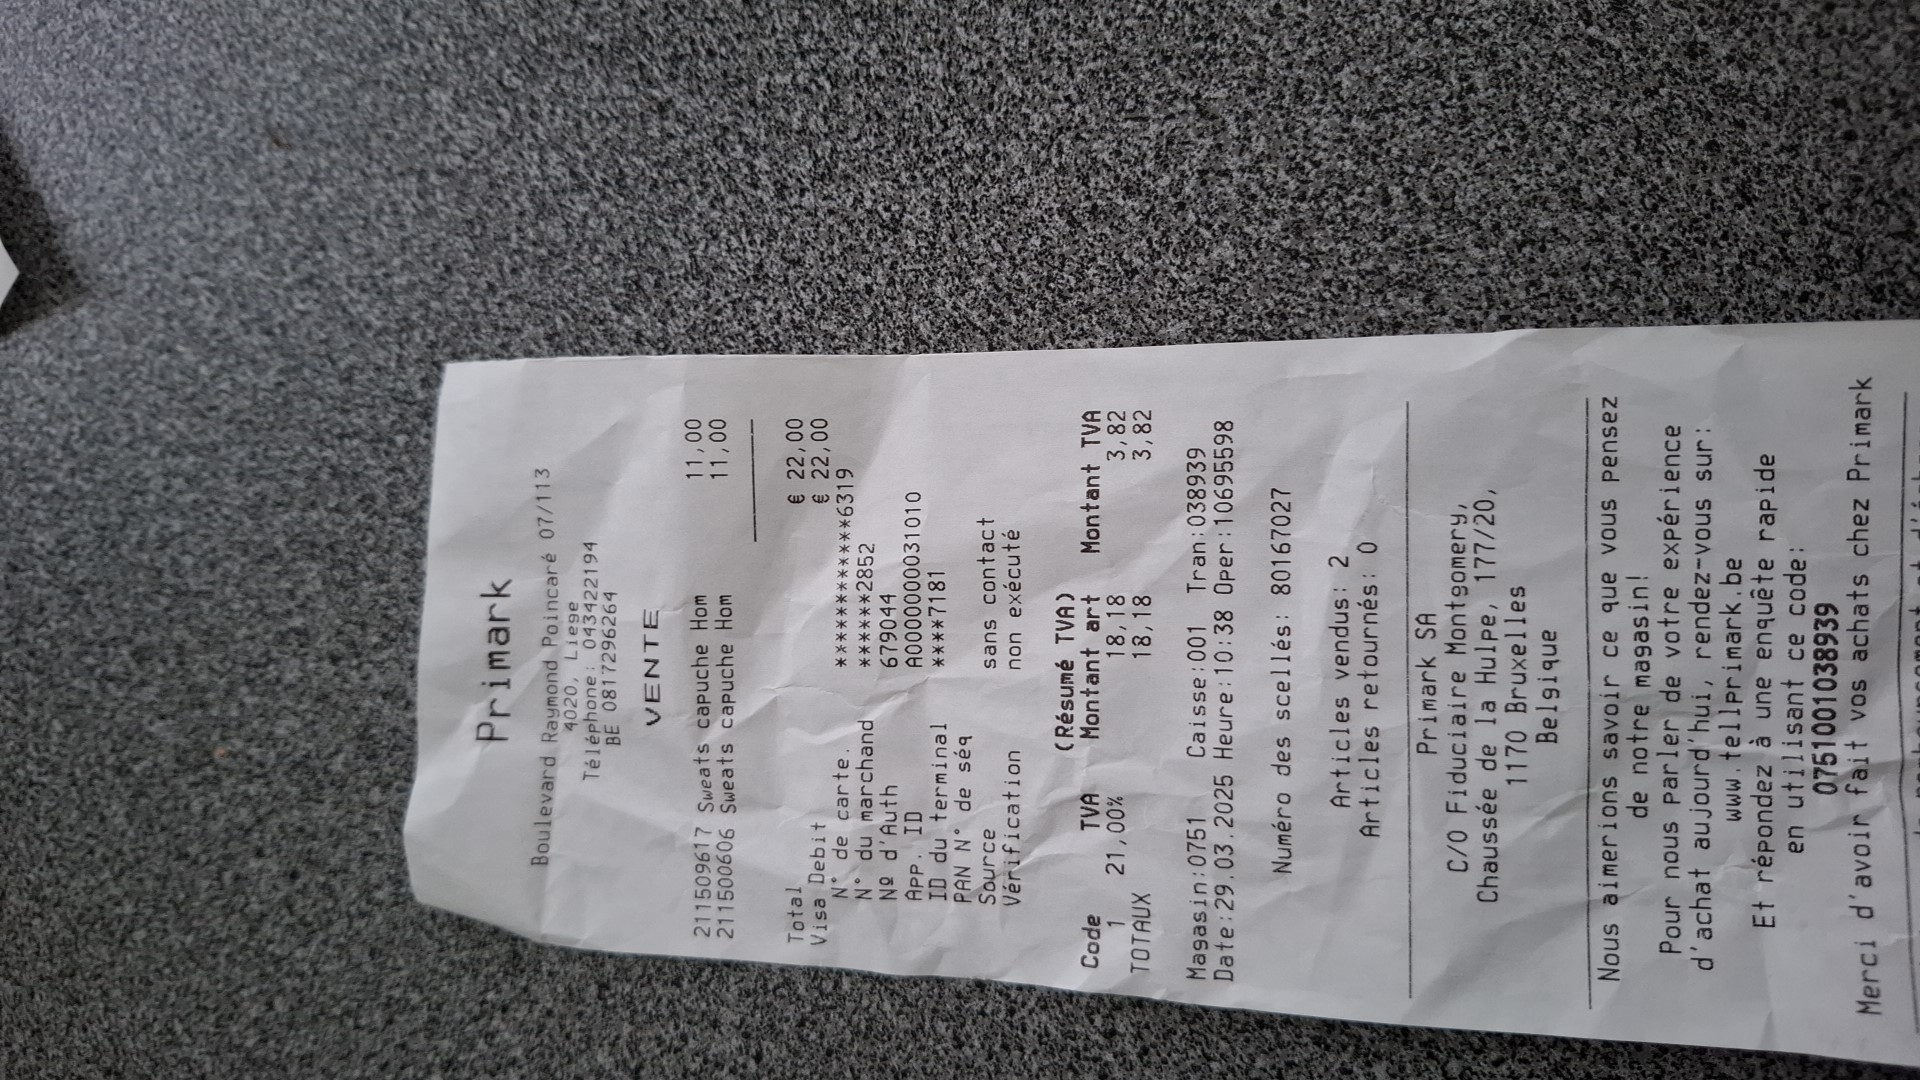 Primark
Boulevard Raymond Poincaré 07/113
4020, Liege
Téléphone: 043422194
BE 0817296264
VENTE
211509617 Sweats capuche Hom 11,00
211500606 Sweats capuche Hom 11,00
Total € 22,00
Visa Debit € 22,00
N° de carte. ************6319
N° du marchand ******2852
Nº d'Auth 679044
App. ID A0000000031010
ID du terminal ****7181
PAN N° de séq
Source sans contact
Vérification non exécuté
(Résumé TVA)
Code TVA Montant art Montant TVA
1 21,00% 18,18 3,82
TOTAUX 18,18 3,82
Magasin:0751 Caisse:001 Tran:038939
Date:29.03.2025 Heure:10:38 Oper:10695598
Numéro des scellés: 80167027
Articles vendus: 2
Articles retournés: 0
Primark SA
C/O Fiduciaire Montgomery,
Chaussée de la Hulpe, 177/20,
1170 Bruxelles
Belgique
Nous aimerions savoir ce que vous pensez
de notre magasin!
Pour nous parler de votre expérience
d'achat aujourd'hui, rendez-vous sur:
www.tellprimark.be
Et répondez à une enquête rapide
en utilisant ce code:
0751001038939
Merci d'avoir fait vos achats chez Primark